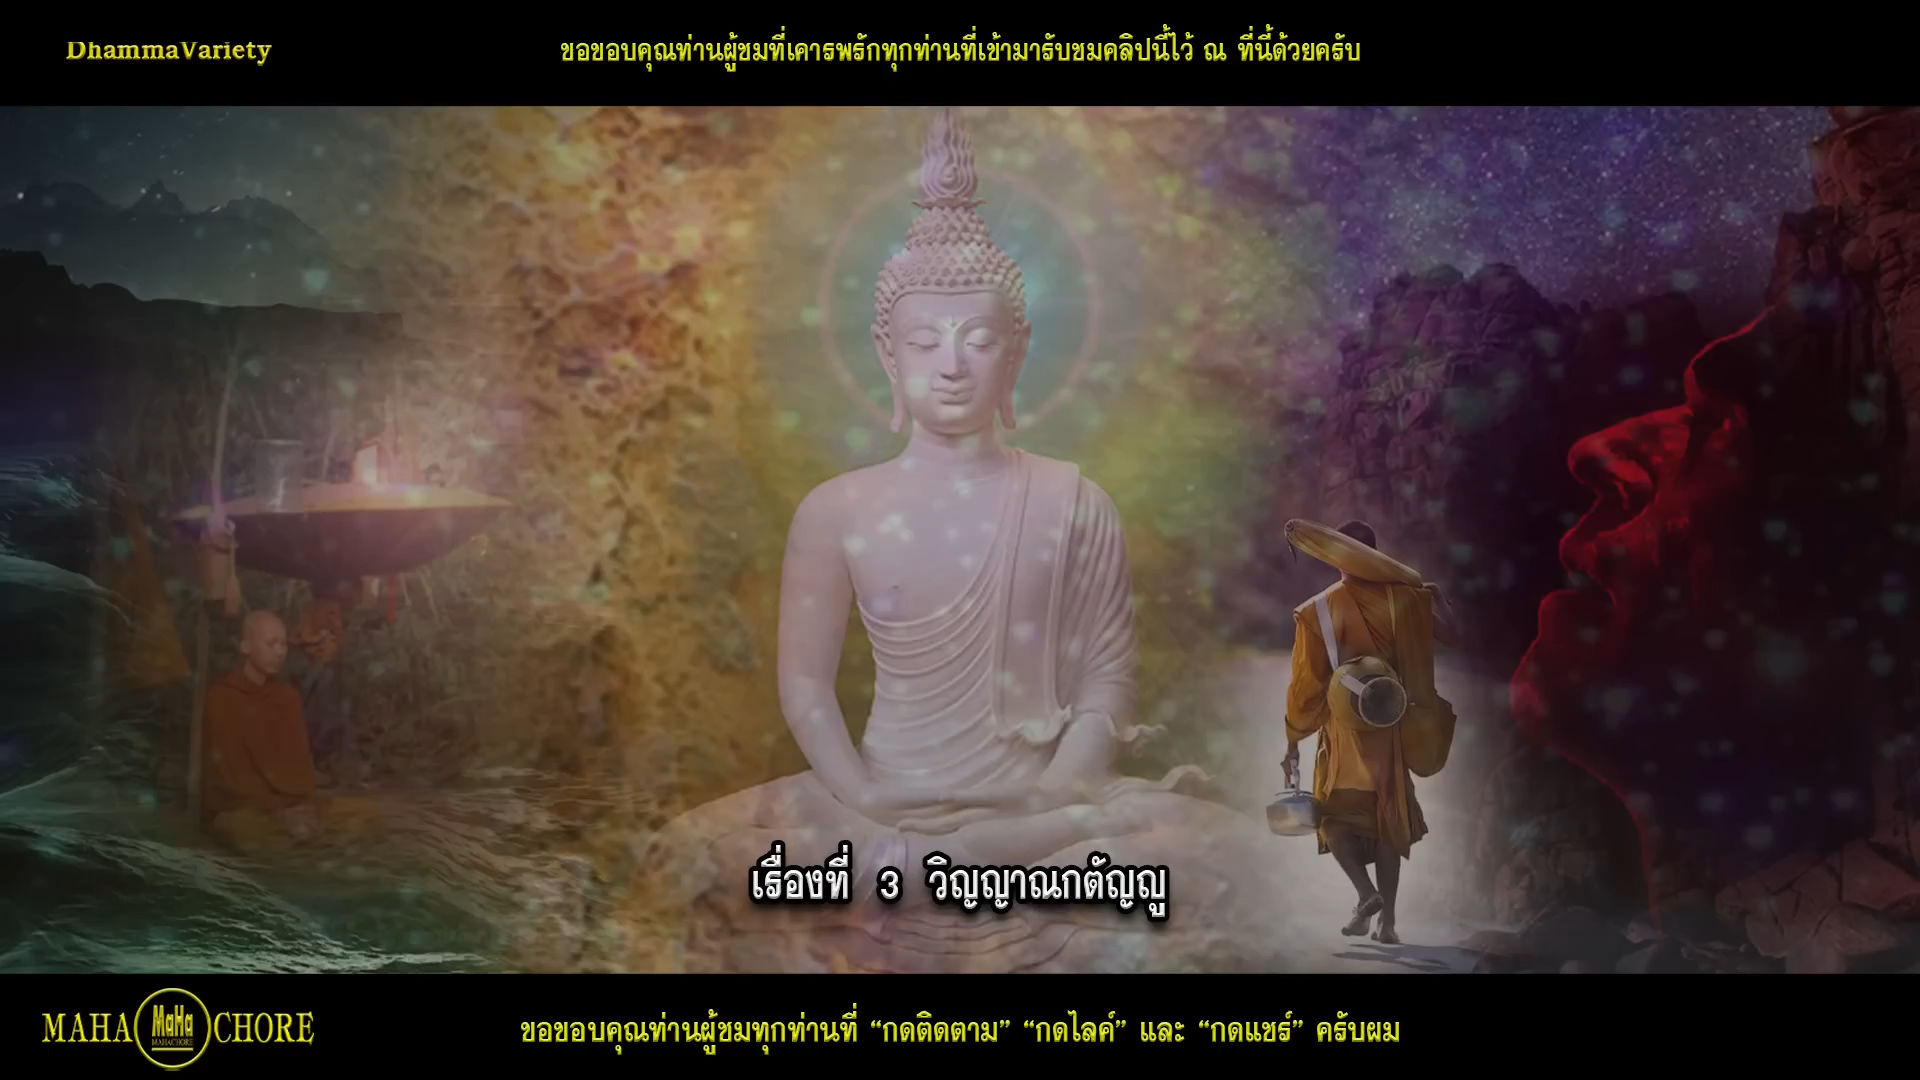 DhammaVariety
ขอขอบคุณท่านผู้ชมที่เคารพรักทุกท่านที่เข้ามารับชมคลิปนี้ไว้ ณ ที่นี้ด้วยครับ
เรื่องที่ 3 วิญญาณกตัญญู
MAHA MaHa CHORE
MAHACHORE
ขอขอบคุณท่านผู้ชมทุกท่านที่ “กดติดตาม” “กดไลค์” และ “กดแชร์” ครับผม